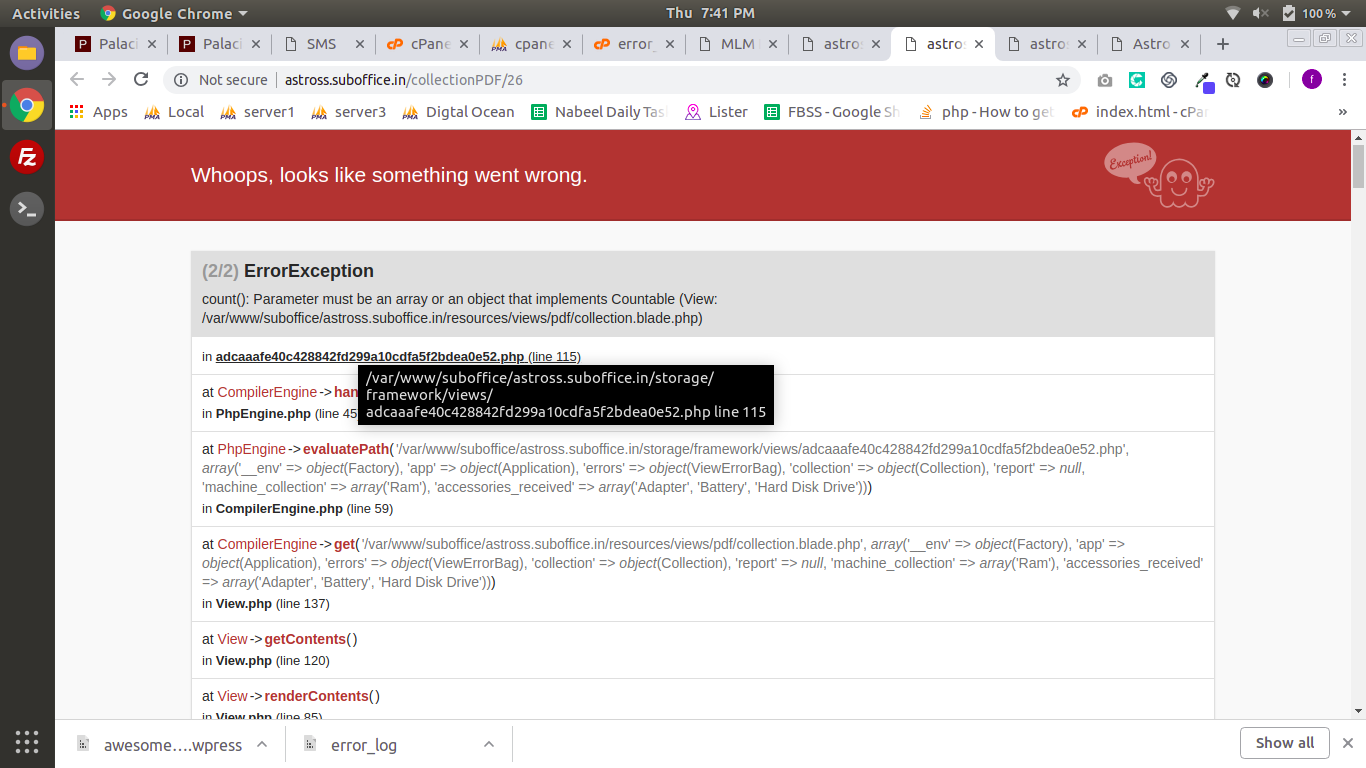 Activities Google Chrome Thu 7:41 PM 100 %
Palaci Palaci SMS cPane cpane error_ MLM astros astros astros Astro
Not secure astross.suboffice.in/collectionPDF/26 f
Apps Local server1 server3 Digtal Ocean Nabeel Daily Tas Lister FBSS - Google Sh php - How to get index.html - cPan »
Whoops, looks like something went wrong.
Exception!
(2/2) ErrorException
count(): Parameter must be an array or an object that implements Countable (View:
/var/www/suboffice/astross.suboffice.in/resources/views/pdf/collection.blade.php)
in adcaaafe40c428842fd299a10cdfa5f2bdea0e52.php (line 115)
/var/www/suboffice/astross.suboffice.in/storage/
framework/views/
adcaaafe40c428842fd299a10cdfa5f2bdea0e52.php line 115
at CompilerEngine->han
in PhpEngine.php (line 45
at PhpEngine->evaluatePath('/var/www/suboffice/astross.suboffice.in/storage/framework/views/adcaaafe40c428842fd299a10cdfa5f2bdea0e52.php',
array('__env' => object(Factory), 'app' => object(Application), 'errors' => object(ViewErrorBag), 'collection' => object(Collection), 'report' => null,
'machine_collection' => array('Ram'), 'accessories_received' => array('Adapter', 'Battery', 'Hard Disk Drive')))
in CompilerEngine.php (line 59)
at CompilerEngine->get('/var/www/suboffice/astross.suboffice.in/resources/views/pdf/collection.blade.php', array('__env' => object(Factory), 'app' =>
object(Application), 'errors' => object(ViewErrorBag), 'collection' => object(Collection), 'report' => null, 'machine_collection' => array('Ram'), 'accessories_received'
=> array('Adapter', 'Battery', 'Hard Disk Drive')))
in View.php (line 137)
at View->getContents()
in View.php (line 120)
at View->renderContents()
in View.php (line 85)
awesome....wpress error_log Show all